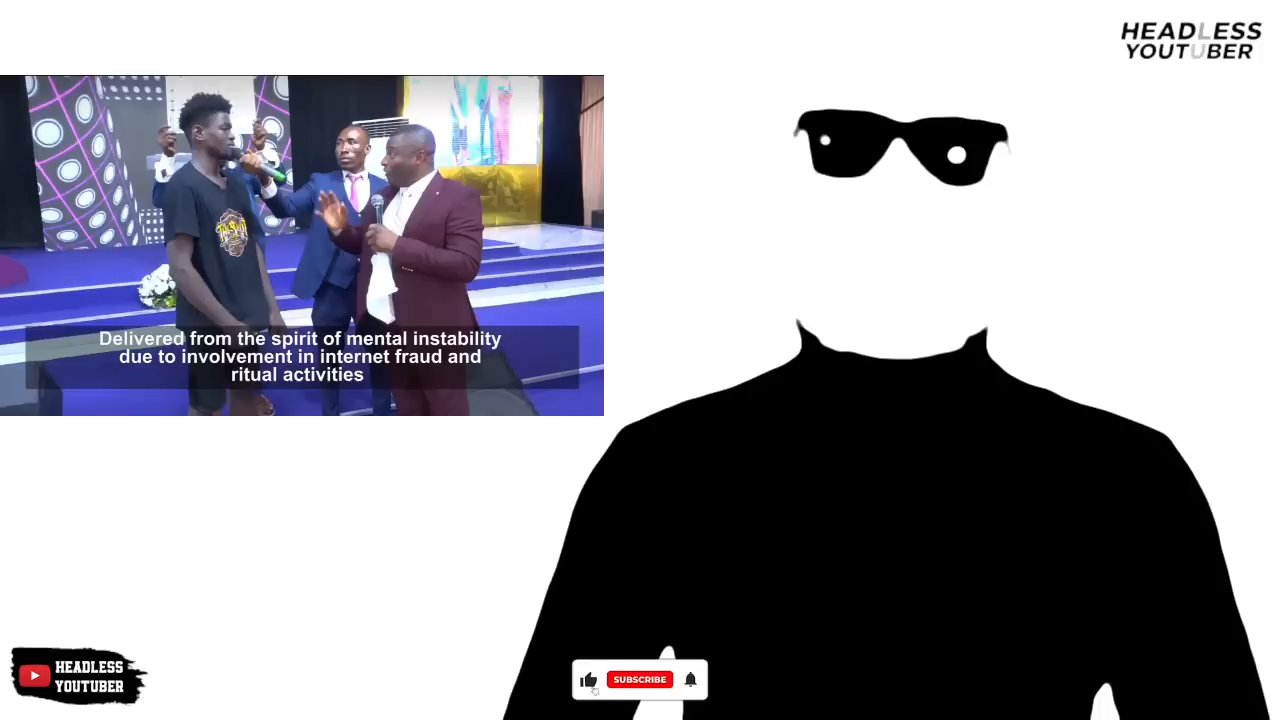 HEADLESS
YOUTUBER
Delivered from the spirit of mental instability
due to involvement in internet fraud and
ritual activities
HEADLESS
YOUTUBER
SUBSCRIBE